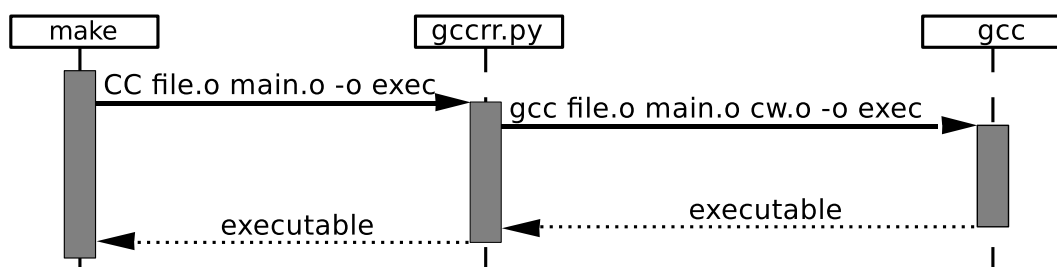 make
gccrr.py
gcc
CC file.o main.o -o exec
gcc file.o main.o cw.o -o exec
executable
executable